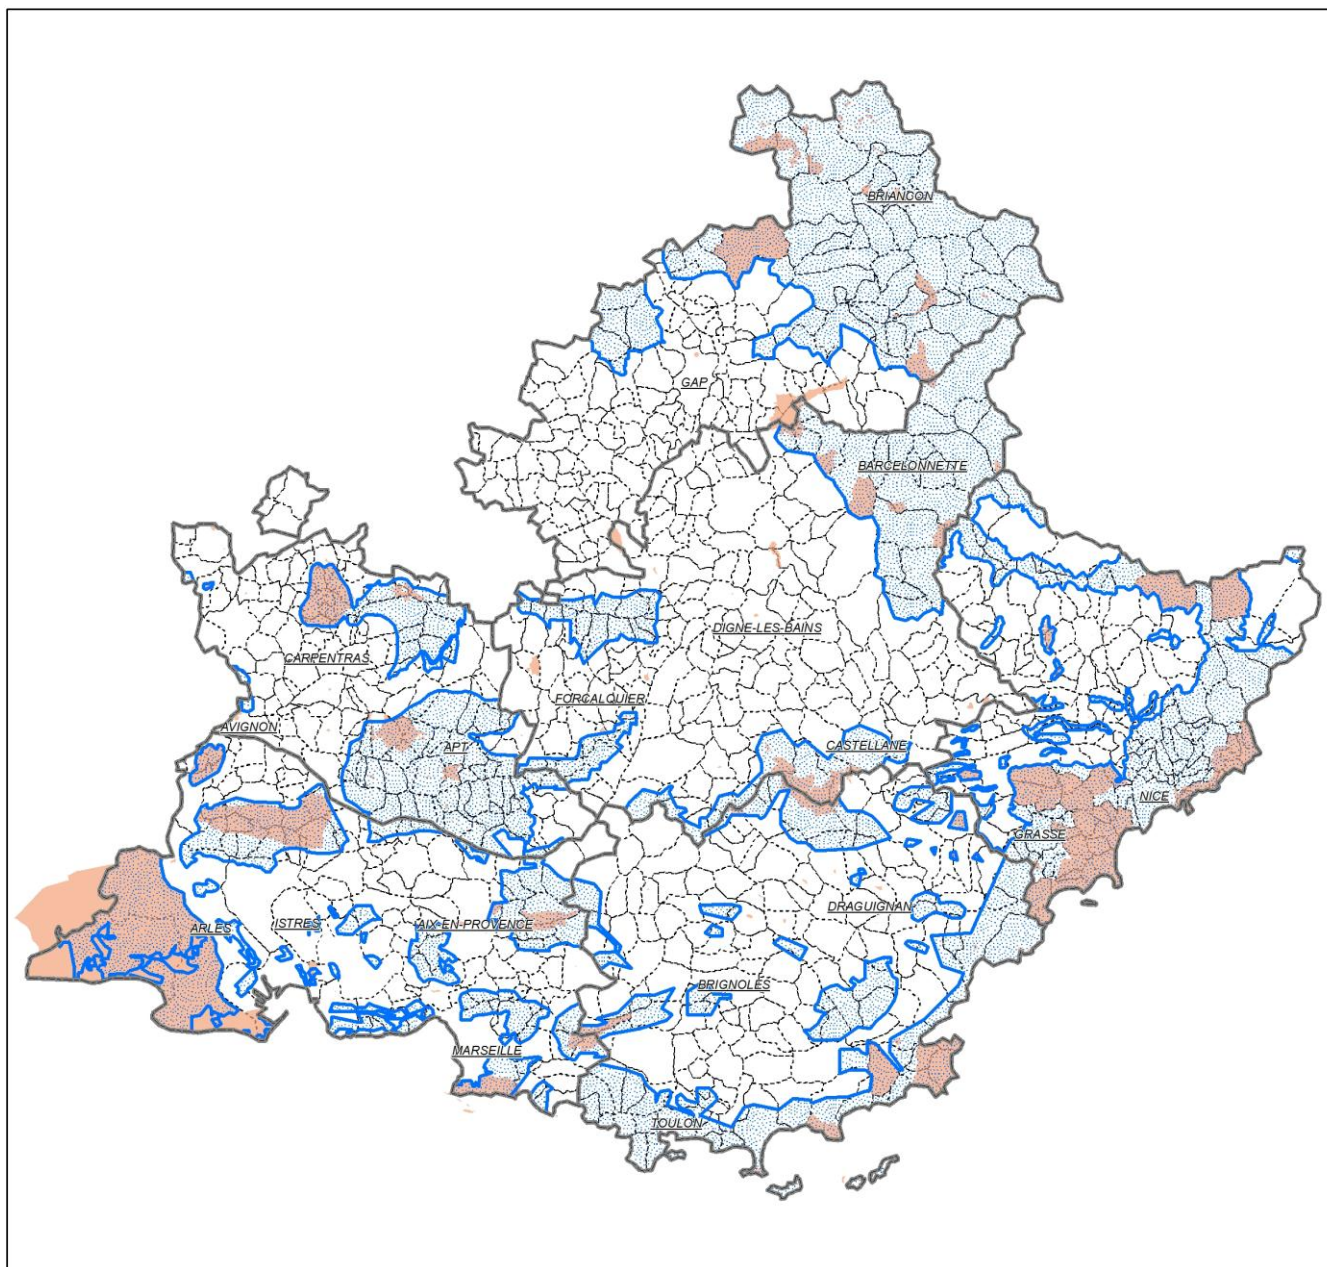 BRIANCON
GAP
BARCELONNETTE
DIGNE-LES-BAINS
CARPENTRAS
FORCALQUIER
AVIGNON
APT
CASTELLANE
NICE
GRASSE
DRAGUIGNAN
ARLES
ISTRES
AIX-EN-PROVENCE
BRIGNOLES
MARSEILLE
TOULON